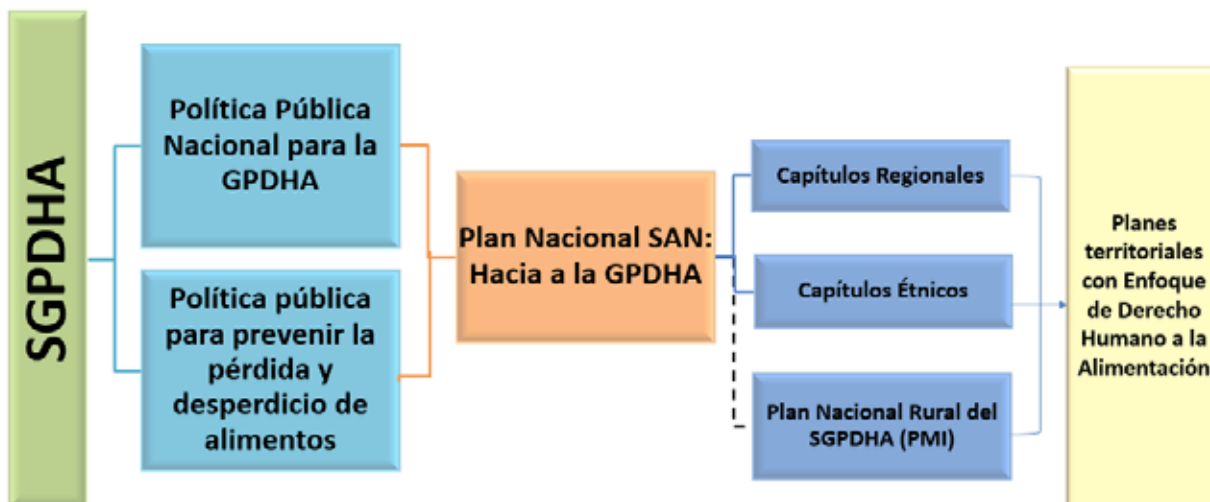 SGPDHA
Política Pública
Nacional para la
GPDHA
Política pública
para prevenir la
pérdida y
desperdicio de
alimentos
Plan Nacional SAN:
Hacia a la GPDHA
Capítulos Regionales
Capítulos Étnicos
Plan Nacional Rural del
SGPDHA (PMI)
Planes
territoriales
con Enfoque
de Derecho
Humano a la
Alimentación